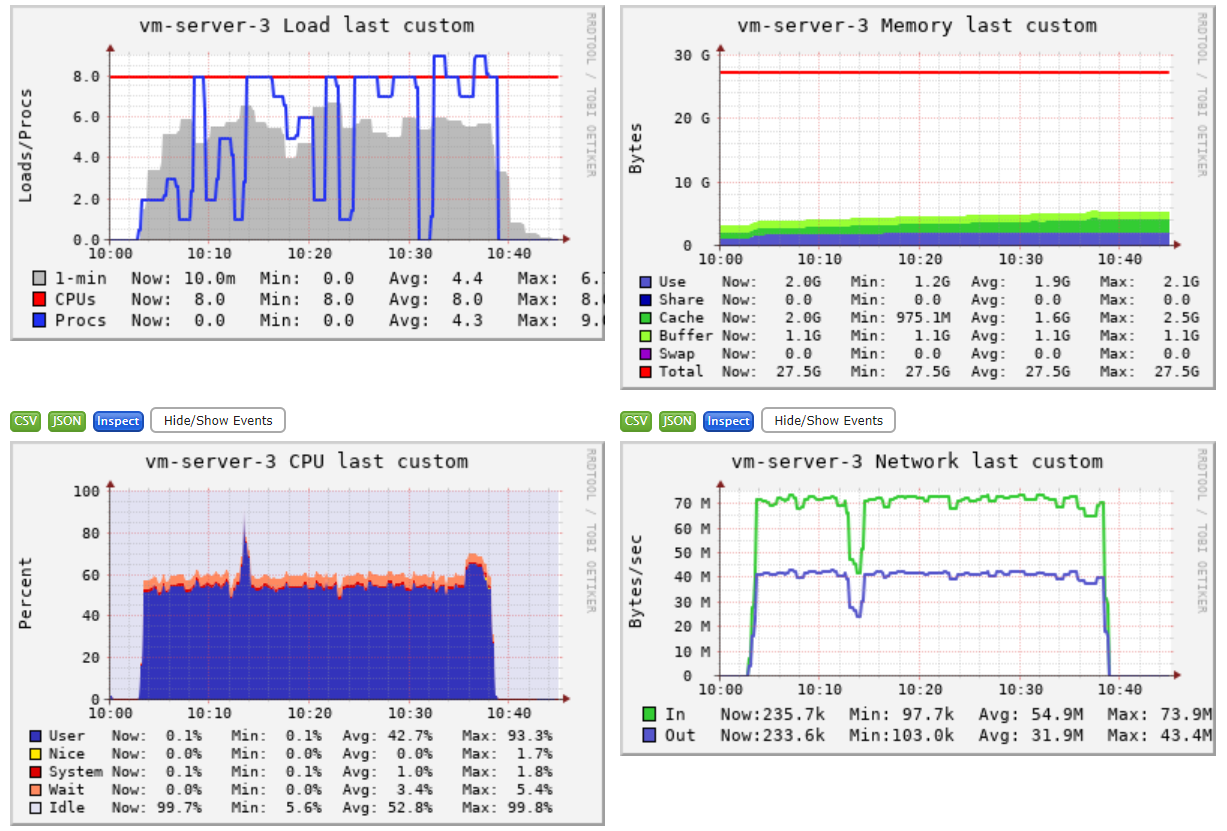 vm-server-3 Load last custom
RRDTOOL / TOBI OETIKER
Loads/Procs
8.0
6.0
4.0
2.0
0.0
10:00 10:10 10:20 10:30 10:40
1-min Now: 10.0m Min: 0.0 Avg: 4.4 Max: 6.
CPUs Now: 8.0 Min: 8.0 Avg: 8.0 Max: 8.
Procs Now: 0.0 Min: 0.0 Avg: 4.3 Max: 9.
vm-server-3 Memory last custom
RRDTOOL / TOBI OETIKER
Bytes
30 G
20 G
10 G
0
10:00 10:10 10:20 10:30 10:40
Use Now: 2.0G Min: 1.2G Avg: 1.9G Max: 2.1G
Share Now: 0.0 Min: 0.0 Avg: 0.0 Max: 0.0
Cache Now: 2.0G Min: 975.1M Avg: 1.6G Max: 2.5G
Buffer Now: 1.1G Min: 1.1G Avg: 1.1G Max: 1.1G
Swap Now: 0.0 Min: 0.0 Avg: 0.0 Max: 0.0
Total Now: 27.5G Min: 27.5G Avg: 27.5G Max: 27.5G
CSV JSON Inspect Hide/Show Events
CSV JSON Inspect Hide/Show Events
vm-server-3 CPU last custom
RRDTOOL / TOBI OETIKER
Percent
100
80
60
40
20
0
10:00 10:10 10:20 10:30 10:40
User Now: 0.1% Min: 0.1% Avg: 42.7% Max: 93.3%
Nice Now: 0.0% Min: 0.0% Avg: 0.0% Max: 1.7%
System Now: 0.1% Min: 0.1% Avg: 1.0% Max: 1.8%
Wait Now: 0.0% Min: 0.0% Avg: 3.4% Max: 5.4%
Idle Now: 99.7% Min: 5.6% Avg: 52.8% Max: 99.8%
vm-server-3 Network last custom
RRDTOOL / TOBI OETIKER
Bytes/sec
70 M
60 M
50 M
40 M
30 M
20 M
10 M
0
10:00 10:10 10:20 10:30 10:40
In Now:235.7k Min: 97.7k Avg: 54.9M Max: 73.9M
Out Now:233.6k Min:103.0k Avg: 31.9M Max: 43.4M